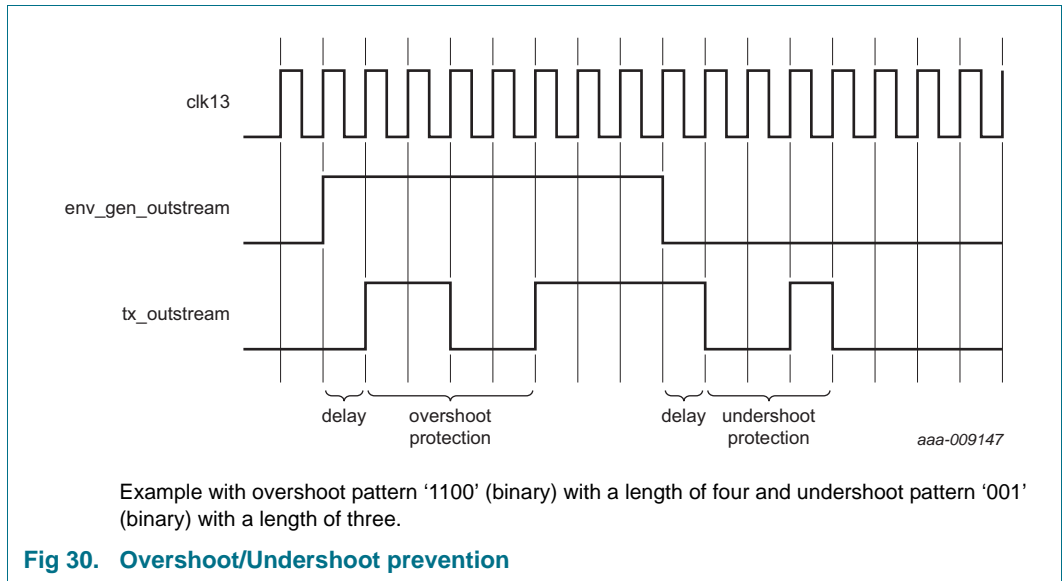 clk13
env_gen_outstream
tx_outstream
delay
overshoot
protection
delay
undershoot
protection
aaa-009147
Example with overshoot pattern ‘1100’ (binary) with a length of four and undershoot pattern ‘001’
(binary) with a length of three.
Fig 30. Overshoot/Undershoot prevention